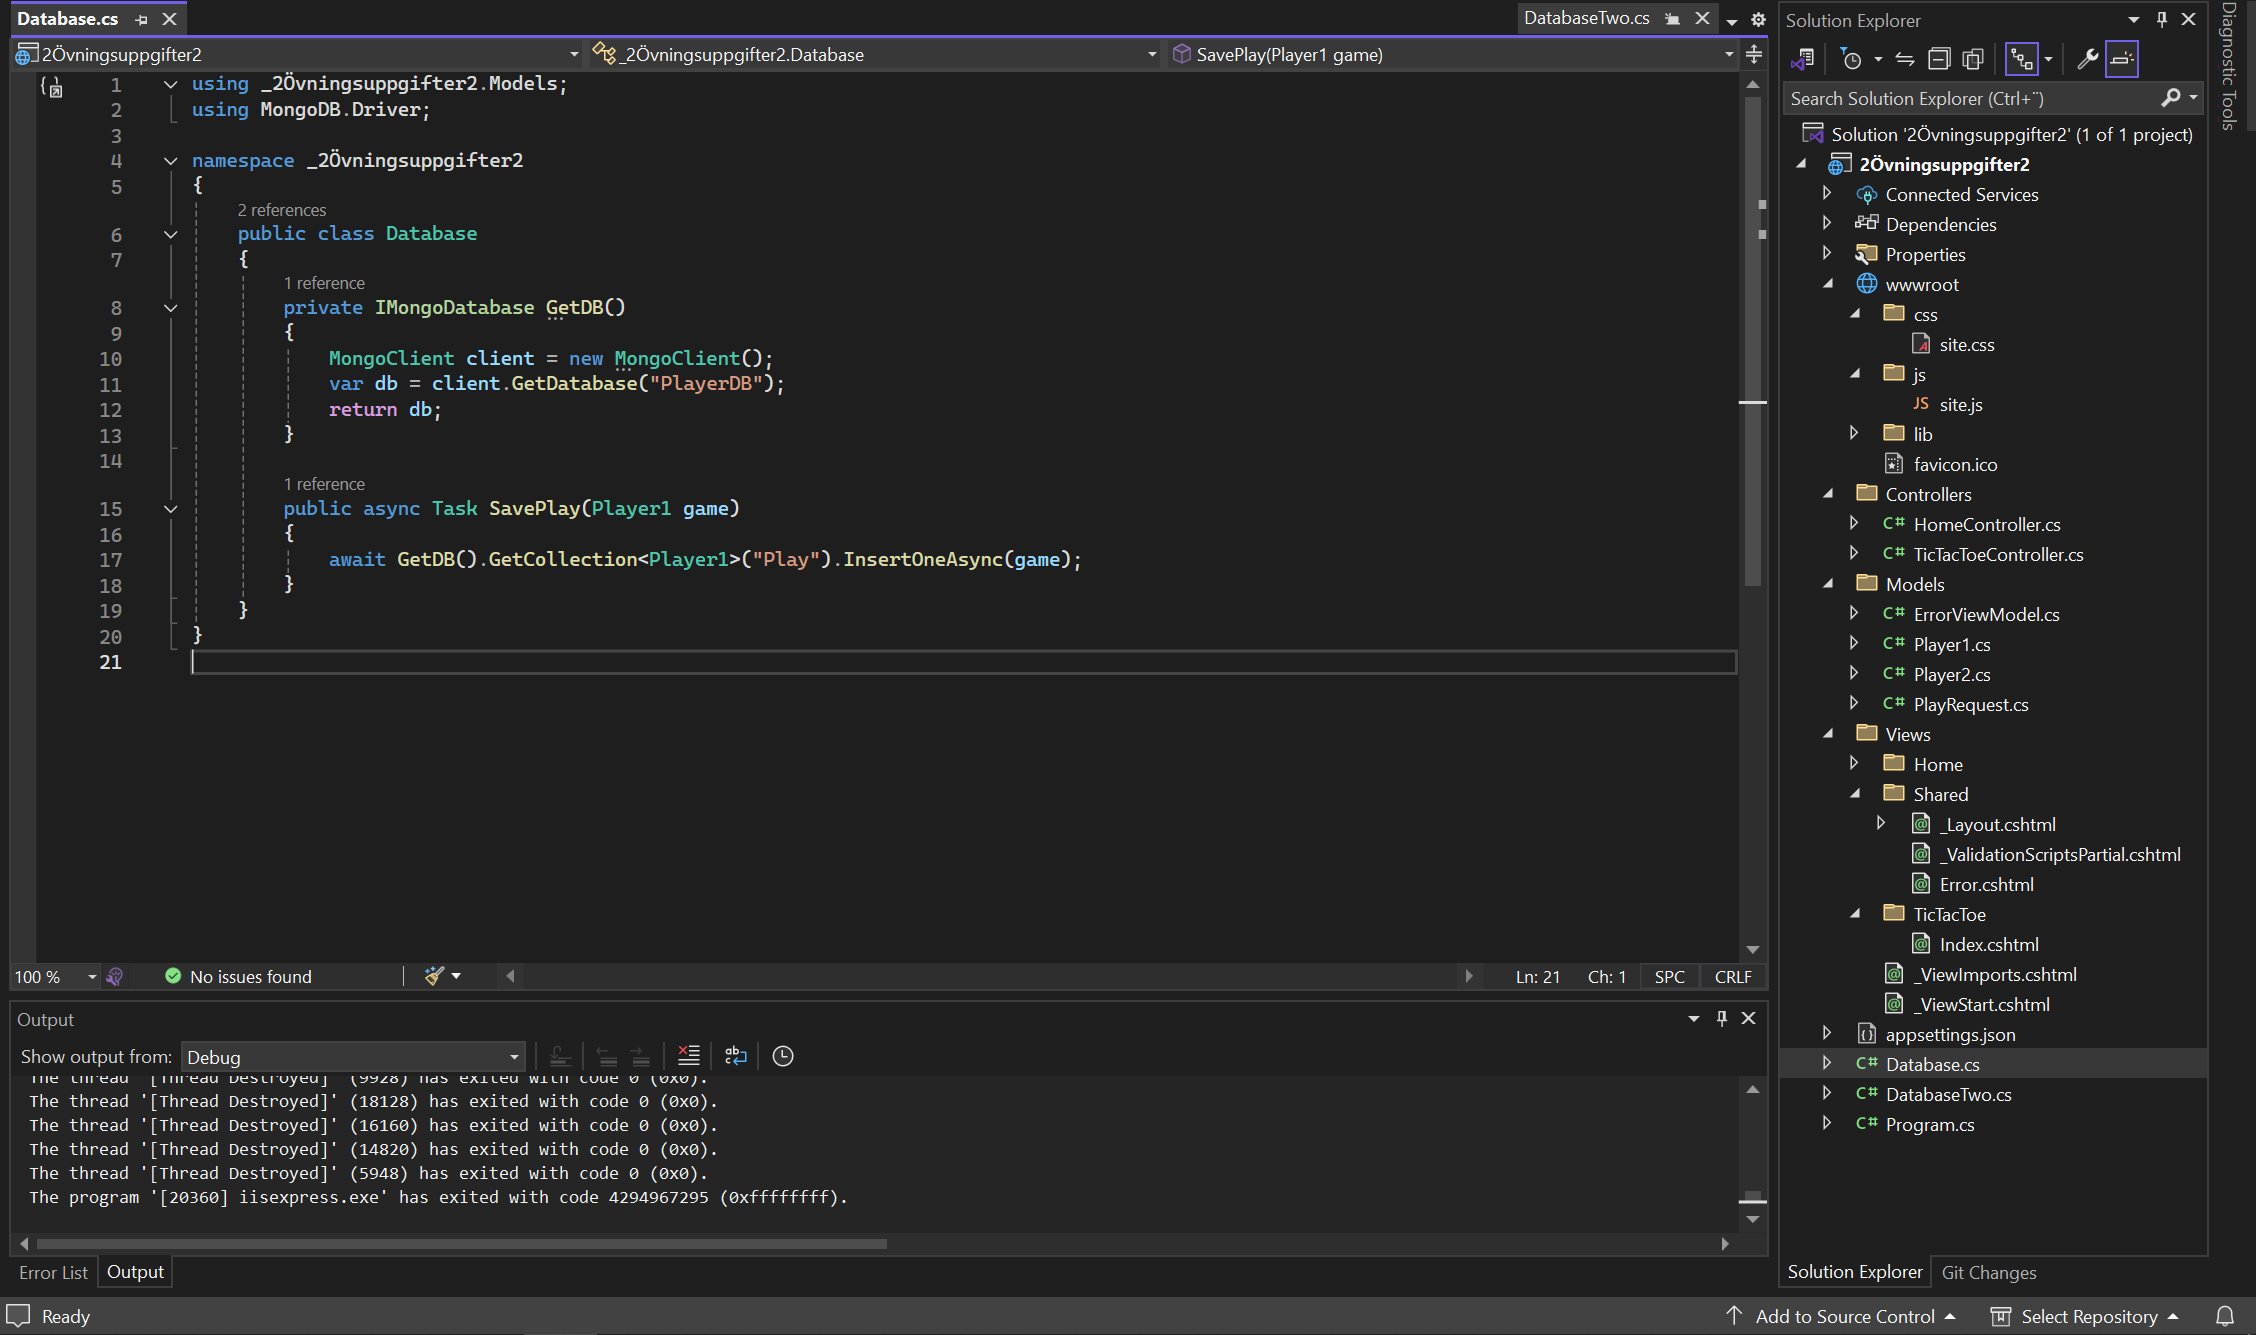 Database.cs
DatabaseTwo.cs
2Övningsuppgifter2
_2Övningsuppgifter2.Database
SavePlay(Player1 game)
1 using _2Övningsuppgifter2.Models;
2 using MongoDB.Driver;
3
4 namespace _2Övningsuppgifter2
5 {
2 references
6 public class Database
7 {
1 reference
8 private IMongoDatabase GetDB()
9 {
10 MongoClient client = new MongoClient();
11 var db = client.GetDatabase("PlayerDB");
12 return db;
13 }
14
1 reference
15 public async Task SavePlay(Player1 game)
16 {
17 await GetDB().GetCollection<Player1>("Play").InsertOneAsync(game);
18 }
19 }
20 }
21
100 %
No issues found
Ln: 21
Ch: 1
SPC
CRLF
Output
Show output from:
Debug
The thread '[Thread Destroyed]' (9928) has exited with code 0 (0x0).
The thread '[Thread Destroyed]' (18128) has exited with code 0 (0x0).
The thread '[Thread Destroyed]' (16160) has exited with code 0 (0x0).
The thread '[Thread Destroyed]' (14820) has exited with code 0 (0x0).
The thread '[Thread Destroyed]' (5948) has exited with code 0 (0x0).
The program '[20360] iisexpress.exe' has exited with code 4294967295 (0xffffffff).
Error List
Output
Solution Explorer
Search Solution Explorer (Ctrl+¨)
Solution '2Övningsuppgifter2' (1 of 1 project)
2Övningsuppgifter2
Connected Services
Dependencies
Properties
wwwroot
css
site.css
js
JS site.js
lib
favicon.ico
Controllers
C# HomeController.cs
C# TicTacToeController.cs
Models
C# ErrorViewModel.cs
C# Player1.cs
C# Player2.cs
C# PlayRequest.cs
Views
Home
Shared
_Layout.cshtml
_ValidationScriptsPartial.cshtml
Error.cshtml
TicTacToe
Index.cshtml
_ViewImports.cshtml
_ViewStart.cshtml
appsettings.json
C# Database.cs
C# DatabaseTwo.cs
C# Program.cs
Solution Explorer
Git Changes
Diagnostic Tools
Ready
Add to Source Control
Select Repository